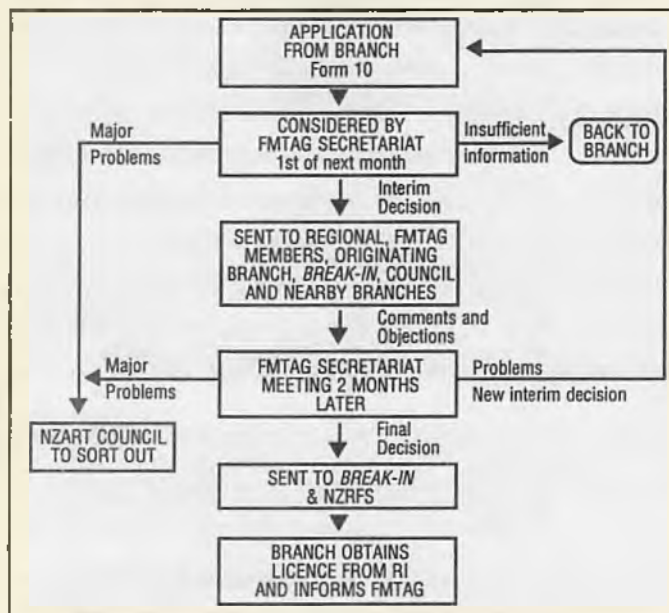 APPLICATION
FROM BRANCH
Form 10
Major
Problems
CONSIDERED BY
FMTAG SECRETARIAT
1st of next month
Insufficient
information
BACK TO
BRANCH
Interim
Decision
SENT TO REGIONAL, FMTAG
MEMBERS, ORIGINATING
BRANCH, BREAK-IN, COUNCIL
AND NEARBY BRANCHES
Comments and
Objections
Major
Problems
FMTAG SECRETARIAT
MEETING 2 MONTHS
LATER
Problems
New interim decision
NZART COUNCIL
TO SORT OUT
Final
Decision
SENT TO BREAK-IN
& NZRFS
BRANCH OBTAINS
LICENCE FROM RI
AND INFORMS FMTAG